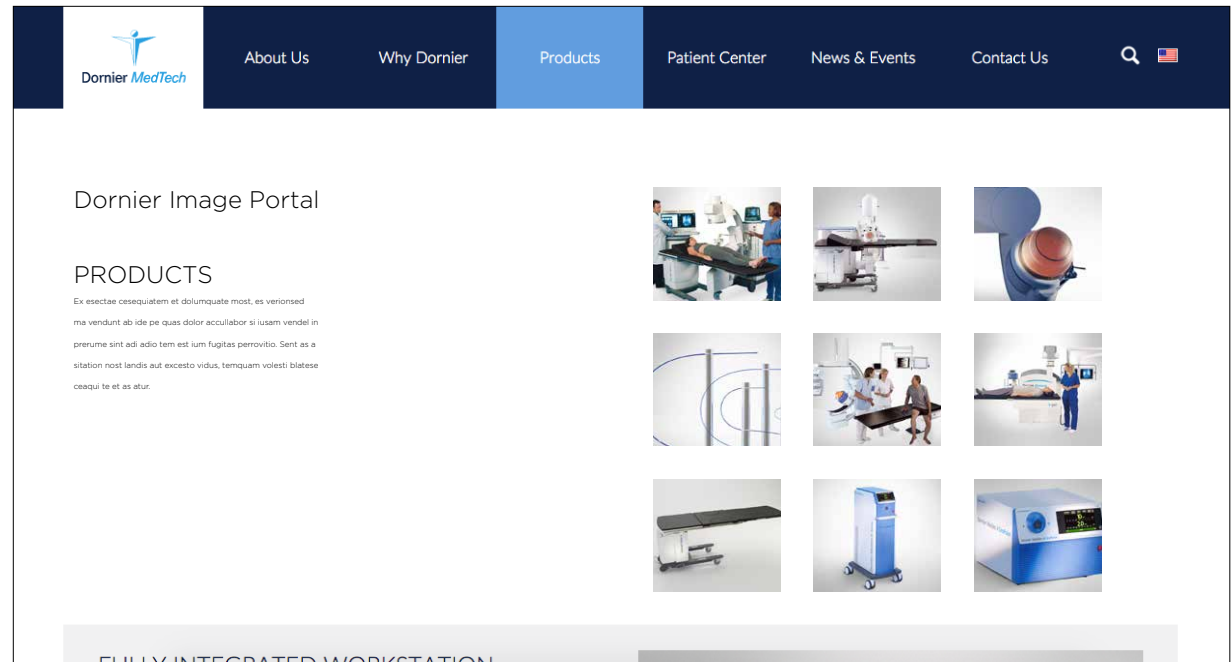 Dornier MedTech
About Us
Why Dornier
Products
Patient Center
News & Events
Contact Us
Dornier Image Portal
PRODUCTS
Ex esectae cesequiatem et dolumquate most, es verionsed
ma vendunt ab ide pe quas dolor accullabor si iusam vendel in
prerume sint adi adio tem est ium fugitas perrovitio. Sent as a
sitation nost landis aut excesto vidus, temquam volesti blatese
ceaqui te et as atur.
FULLY INTEGRATED WORKSTATION